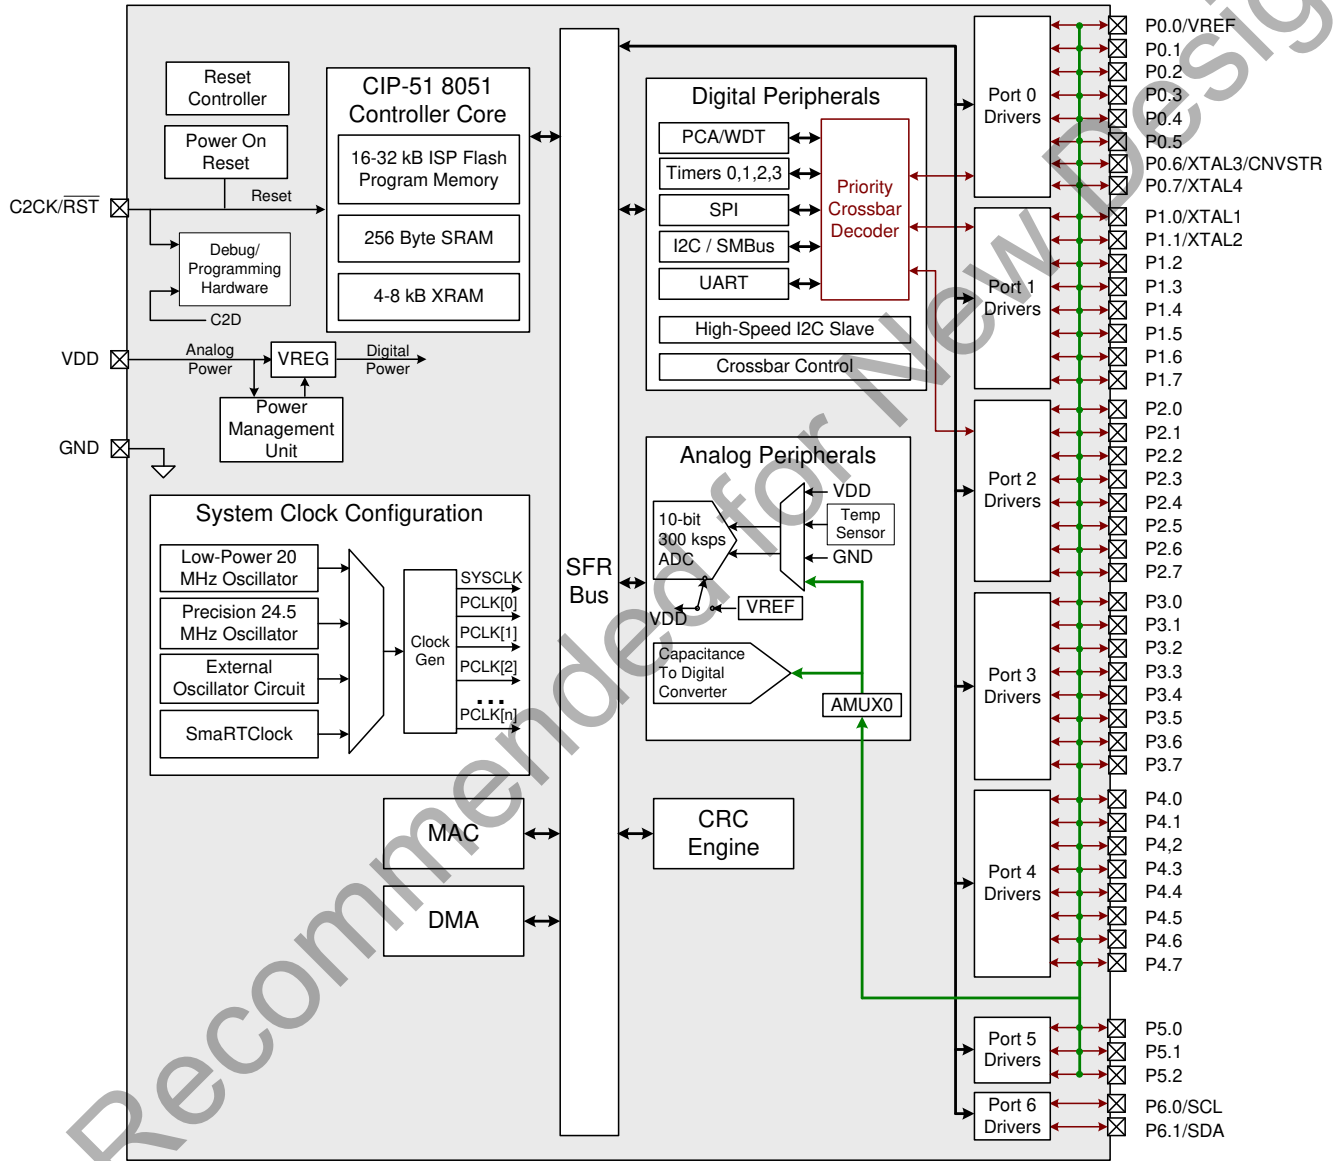 Reset
Controller
Power On
Reset
C2CK/RST
Reset
Debug/
Programming
Hardware
C2D
VDD
Analog
Power
VREG
Digital
Power
Power
Management
Unit
GND
CIP-51 8051
Controller Core
16-32 kB ISP Flash
Program Memory
256 Byte SRAM
4-8 kB XRAM
System Clock Configuration
Low-Power 20
MHz Oscillator
Precision 24.5
MHz Oscillator
External
Oscillator Circuit
SmaRTClock
Clock
Gen
SYSCLK
PCLK[0]
PCLK[1]
PCLK[2]
...
PCLK[n]
MAC
DMA
SFR
Bus
Digital Peripherals
PCA/WDT
Timers 0,1,2,3
SPI
I2C / SMBus
UART
Priority
Crossbar
Decoder
High-Speed I2C Slave
Crossbar Control
Analog Peripherals
10-bit
300 ksps
ADC
VDD
Temp
Sensor
GND
VDD
VREF
Capacitance
To Digital
Converter
AMUX0
CRC
Engine
Port 0
Drivers
Port 1
Drivers
Port 2
Drivers
Port 3
Drivers
Port 4
Drivers
Port 5
Drivers
Port 6
Drivers
P0.0/VREF
P0.1
P0.2
P0.3
P0.4
P0.5
P0.6/XTAL3/CNVSTR
P0.7/XTAL4
P1.0/XTAL1
P1.1/XTAL2
P1.2
P1.3
P1.4
P1.5
P1.6
P1.7
P2.0
P2.1
P2.2
P2.3
P2.4
P2.5
P2.6
P2.7
P3.0
P3.1
P3.2
P3.3
P3.4
P3.5
P3.6
P3.7
P4.0
P4.1
P4,2
P4.3
P4.4
P4.5
P4.6
P4.7
P5.0
P5.1
P5.2
P6.0/SCL
P6.1/SDA
Recommended for New Desig